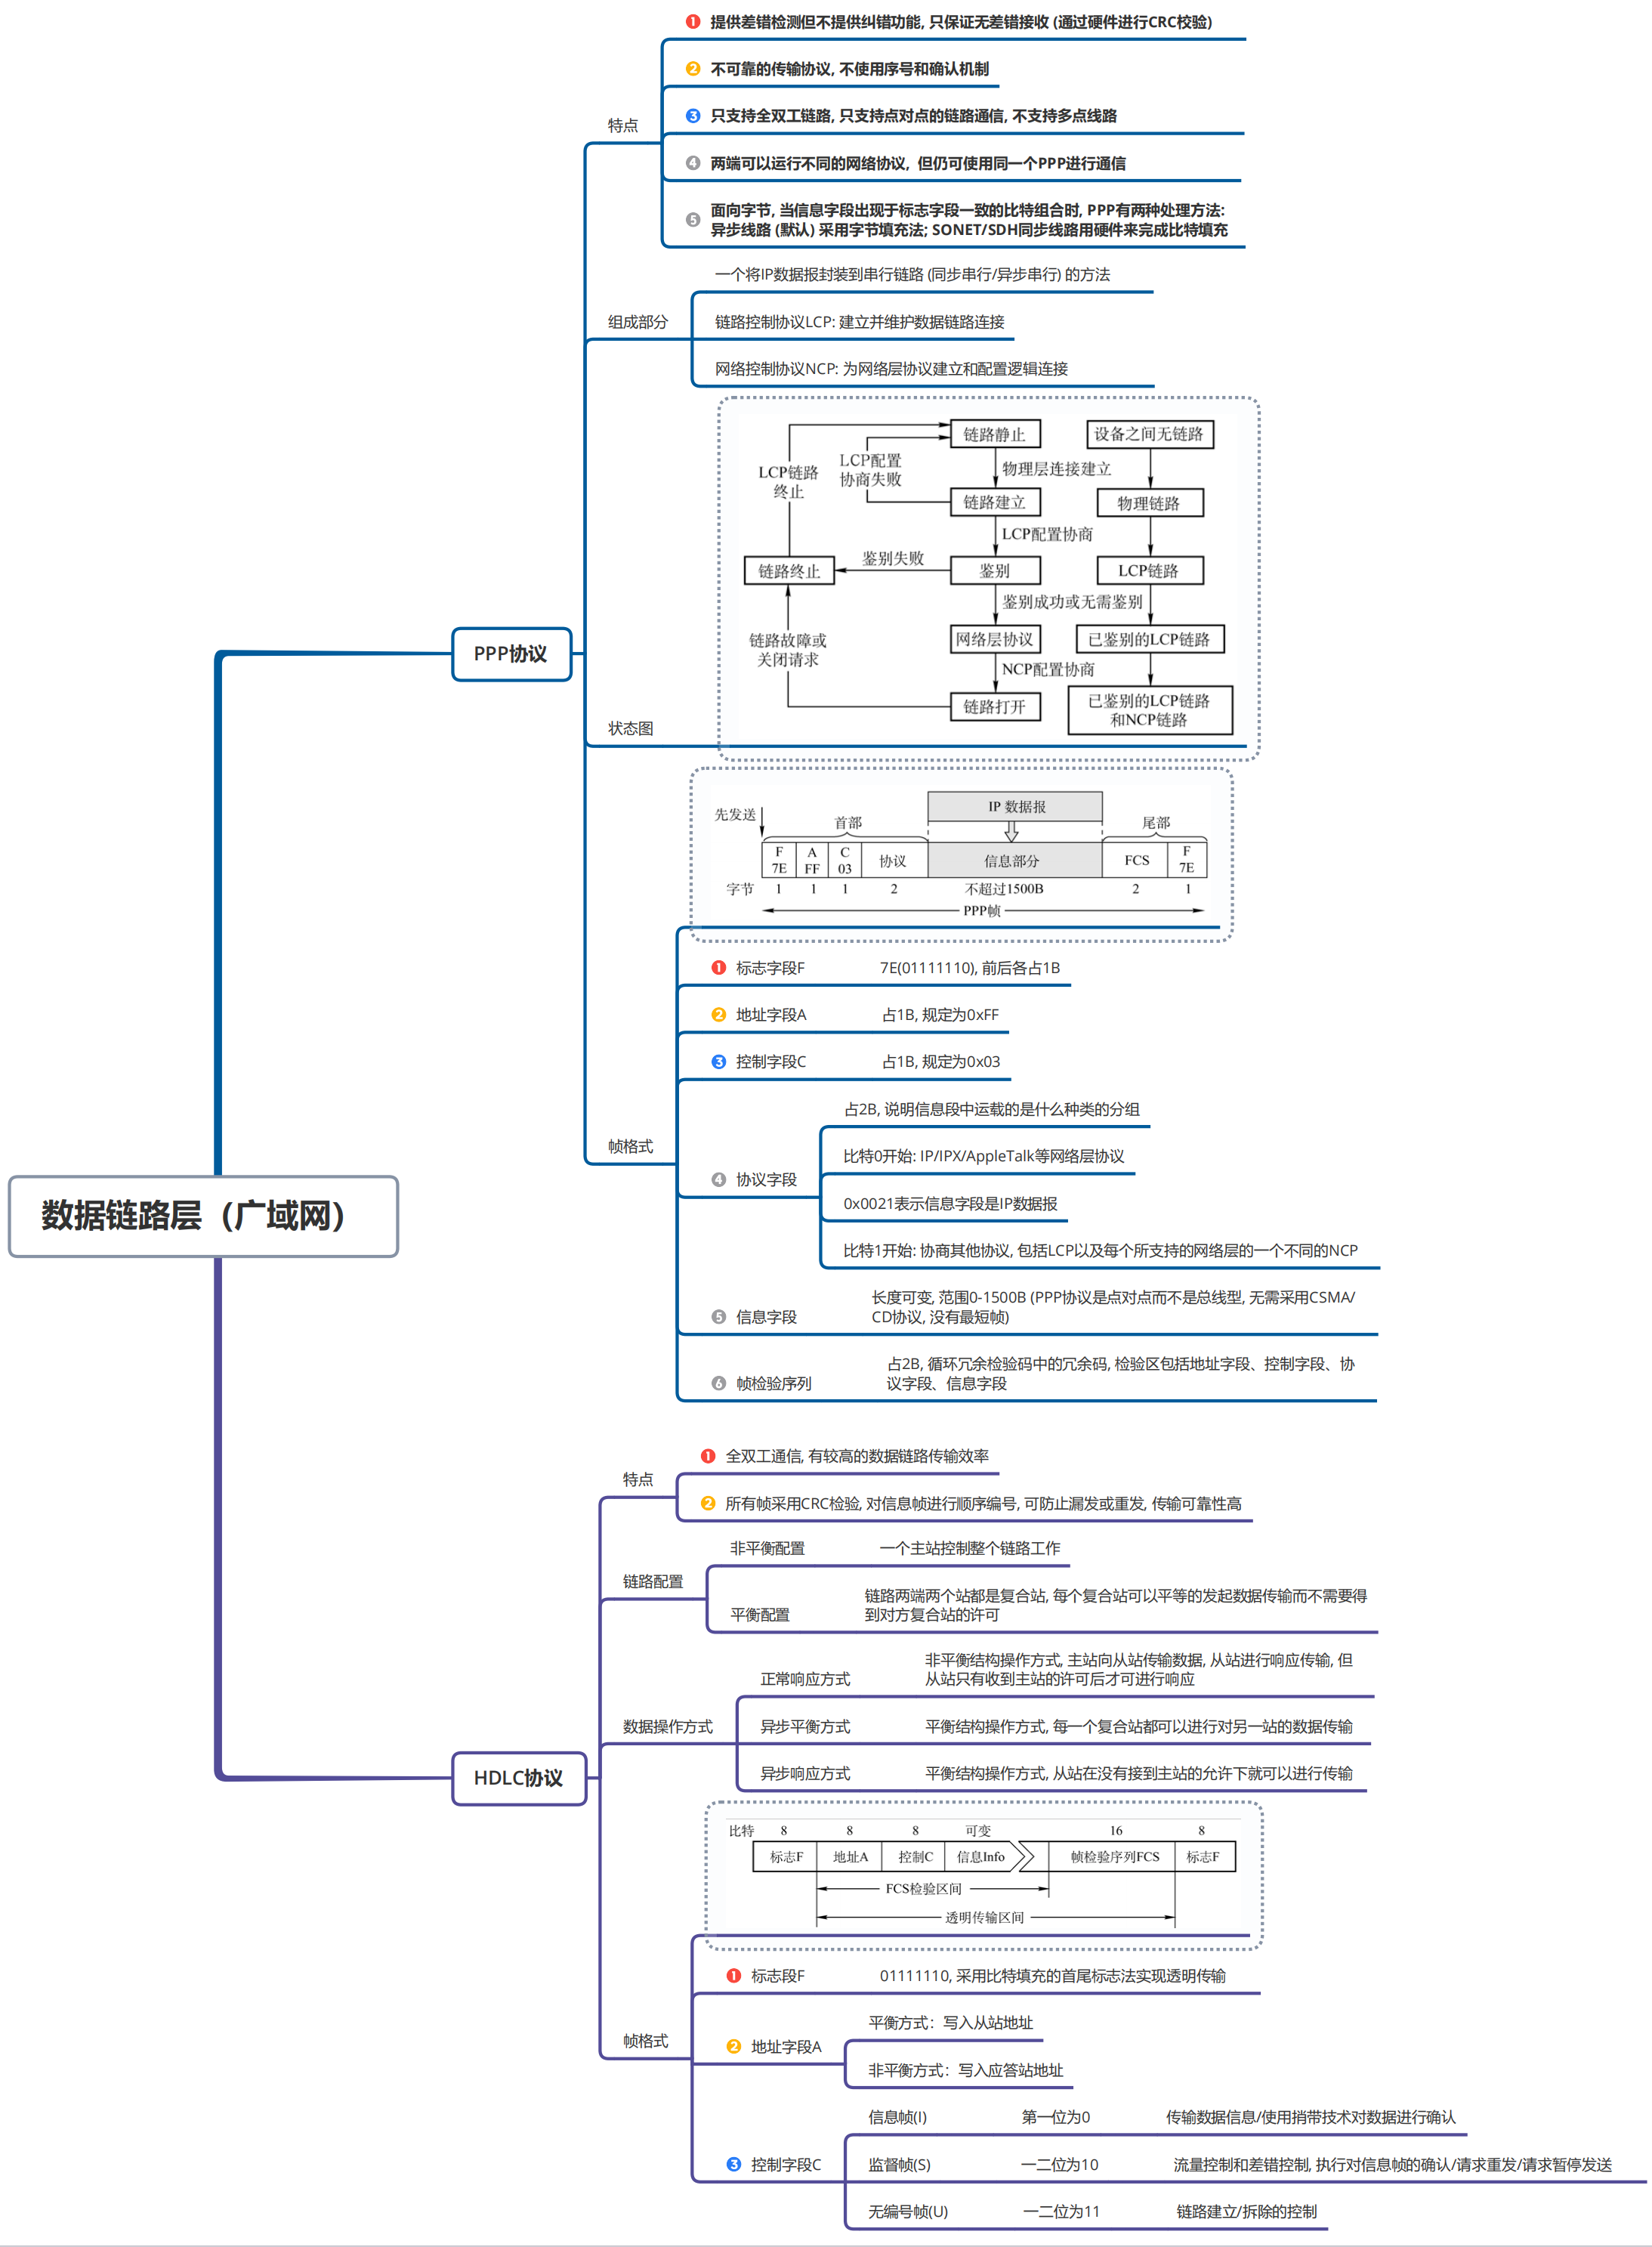 数据链路层（广域网）
PPP协议
特点
1 提供差错检测但不提供纠错功能, 只保证无差错接收 (通过硬件进行CRC校验)
2 不可靠的传输协议, 不使用序号和确认机制
3 只支持全双工链路, 只支持点对点的链路通信, 不支持多点线路
4 两端可以运行不同的网络协议, 但仍可使用同一个PPP进行通信
5 面向字节, 当信息字段出现于标志字段一致的比特组合时, PPP有两种处理方法:
异步线路 (默认) 采用字节填充法; SONET/SDH同步线路用硬件来完成比特填充
组成部分
一个将IP数据报封装到串行链路 (同步串行/异步串行) 的方法
链路控制协议LCP: 建立并维护数据链路连接
网络控制协议NCP: 为网络层协议建立和配置逻辑连接
状态图
链路静止
设备之间无链路
LCP链路
终止
LCP配置
协商失败
物理层连接建立
链路建立
物理链路
LCP配置协商
链路终止
鉴别失败
鉴别
LCP链路
鉴别成功或无需鉴别
链路故障或
关闭请求
网络层协议
已鉴别的LCP链路
NCP配置协商
链路打开
已鉴别的LCP链路
和NCP链路
帧格式
IP 数据报
先发送
首部
尾部
F
7E
A
FF
C
03
协议
信息部分
FCS
F
7E
字节 1 1 1 2 不超过1500B 2 1
PPP帧
1 标志字段F 7E(01111110), 前后各占1B
2 地址字段A 占1B, 规定为0xFF
3 控制字段C 占1B, 规定为0x03
4 协议字段
占2B, 说明信息段中运载的是什么种类的分组
比特0开始: IP/IPX/AppleTalk等网络层协议
0x0021表示信息字段是IP数据报
比特1开始: 协商其他协议, 包括LCP以及每个所支持的网络层的一个不同的NCP
5 信息字段
长度可变, 范围0-1500B (PPP协议是点对点而不是总线型, 无需采用CSMA/
CD协议, 没有最短帧)
6 帧检验序列
占2B, 循环冗余检验码中的冗余码, 检验区包括地址字段、控制字段、协
议字段、信息字段
HDLC协议
特点
1 全双工通信, 有较高的数据链路传输效率
2 所有帧采用CRC检验, 对信息帧进行顺序编号, 可防止漏发或重发, 传输可靠性高
链路配置
非平衡配置 一个主站控制整个链路工作
平衡配置
链路两端两个站都是复合站, 每个复合站可以平等的发起数据传输而不需要得
到对方复合站的许可
数据操作方式
正常响应方式
非平衡结构操作方式, 主站向从站传输数据, 从站进行响应传输, 但
从站只有收到主站的许可后才可进行响应
异步平衡方式 平衡结构操作方式, 每一个复合站都可以进行对另一站的数据传输
异步响应方式 平衡结构操作方式, 从站在没有接到主站的允许下就可以进行传输
帧格式
比特 8 8 8 可变 16 8
标志F 地址A 控制C 信息Info 帧检验序列FCS 标志F
FCS检验区间
透明传输区间
1 标志段F 01111110, 采用比特填充的首尾标志法实现透明传输
2 地址字段A
平衡方式：写入从站地址
非平衡方式：写入应答站地址
3 控制字段C
信息帧(I) 第一位为0 传输数据信息/使用捎带技术对数据进行确认
监督帧(S) 一二位为10 流量控制和差错控制, 执行对信息帧的确认/请求重发/请求暂停发送
无编号帧(U) 一二位为11 链路建立/拆除的控制